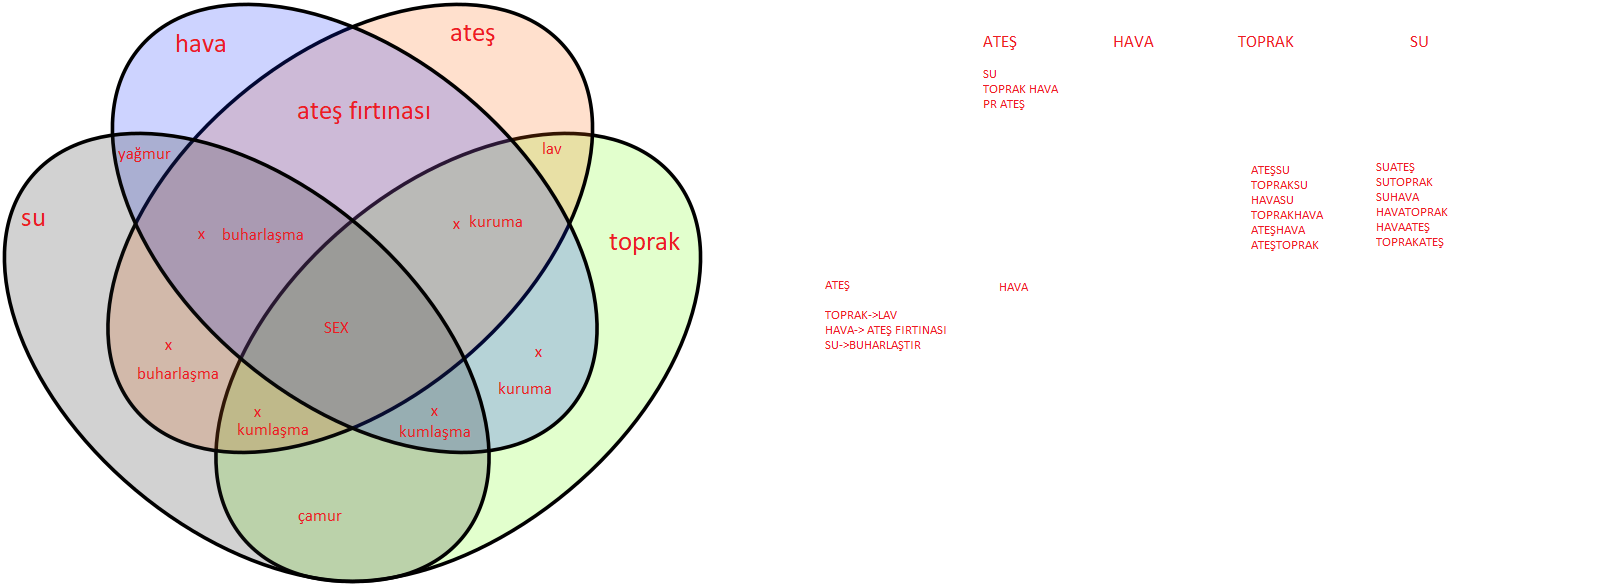 hava
ateş
ateş fırtınası
yağmur
lav
su
x buharlaşma
x kuruma
toprak
SEX
x
buharlaşma
x
kuruma
x
kumlaşma
x
kumlaşma
çamur
ATEŞ HAVA TOPRAK SU
SU
TOPRAK HAVA
PR ATEŞ
ATEŞSU
TOPRAKSU
HAVASU
TOPRAKHAVA
ATEŞHAVA
ATEŞTOPRAK
SUATEŞ
SUTOPRAK
SUHAVA
HAVATOPRAK
HAVAATEŞ
TOPRAKATEŞ
ATEŞ
HAVA
TOPRAK->LAV
HAVA-> ATEŞ FIRTINASI
SU->BUHARLAŞTIR